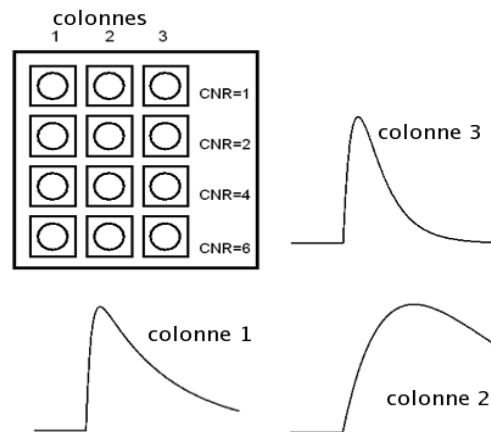 colonnes
1 2 3
CNR=1
CNR=2
CNR=4
CNR=6
colonne 3
colonne 1
colonne 2